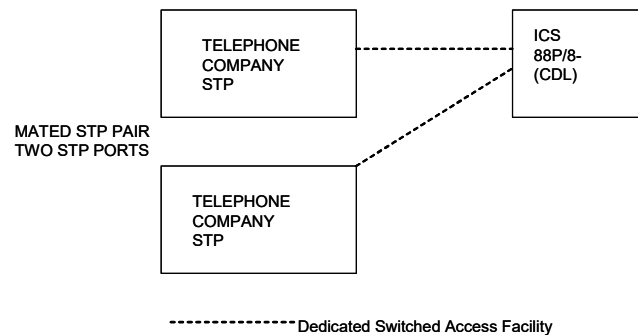 TELEPHONE
COMPANY
STP
ICS
88P/8-
(CDL)
MATED STP PAIR
TWO STP PORTS
TELEPHONE
COMPANY
STP
Dedicated Switched Access Facility